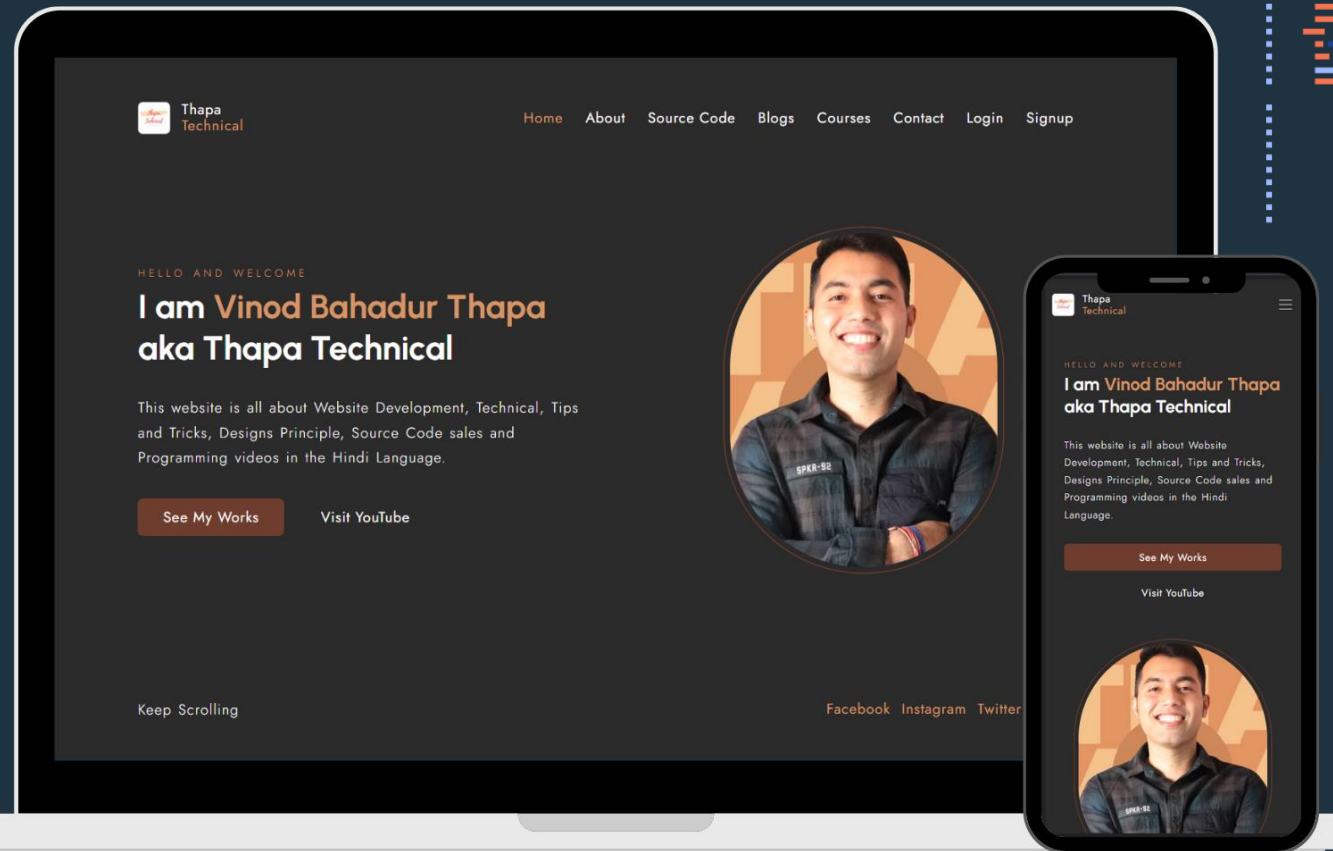 Thapa
Technical
Home About Source Code Blogs Courses Contact Login Signup
HELLO AND WELCOME
I am Vinod Bahadur Thapa
aka Thapa Technical
This website is all about Website Development, Technical, Tips
and Tricks, Designs Principle, Source Code sales and
Programming videos in the Hindi Language.
See My Works Visit YouTube
SPKR-92
Keep Scrolling
Facebook Instagram Twitter
Thapa
Technical
HELLO AND WELCOME
I am Vinod Bahadur Thapa
aka Thapa Technical
This website is all about Website
Development, Technical, Tips and Tricks,
Designs Principle, Source Code sales and
Programming videos in the Hindi
Language.
See My Works
Visit YouTube
SPKR-92